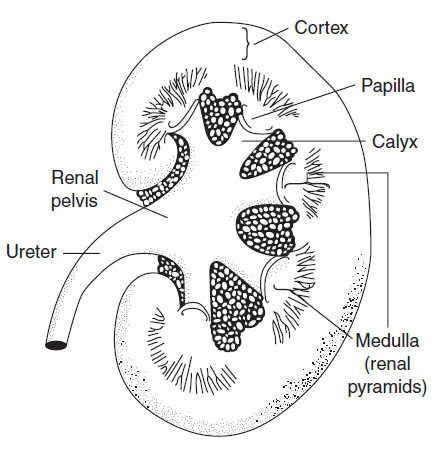 Cortex
Papilla
Calyx
Renal
pelvis
Ureter
Medulla
(renal
pyramids)